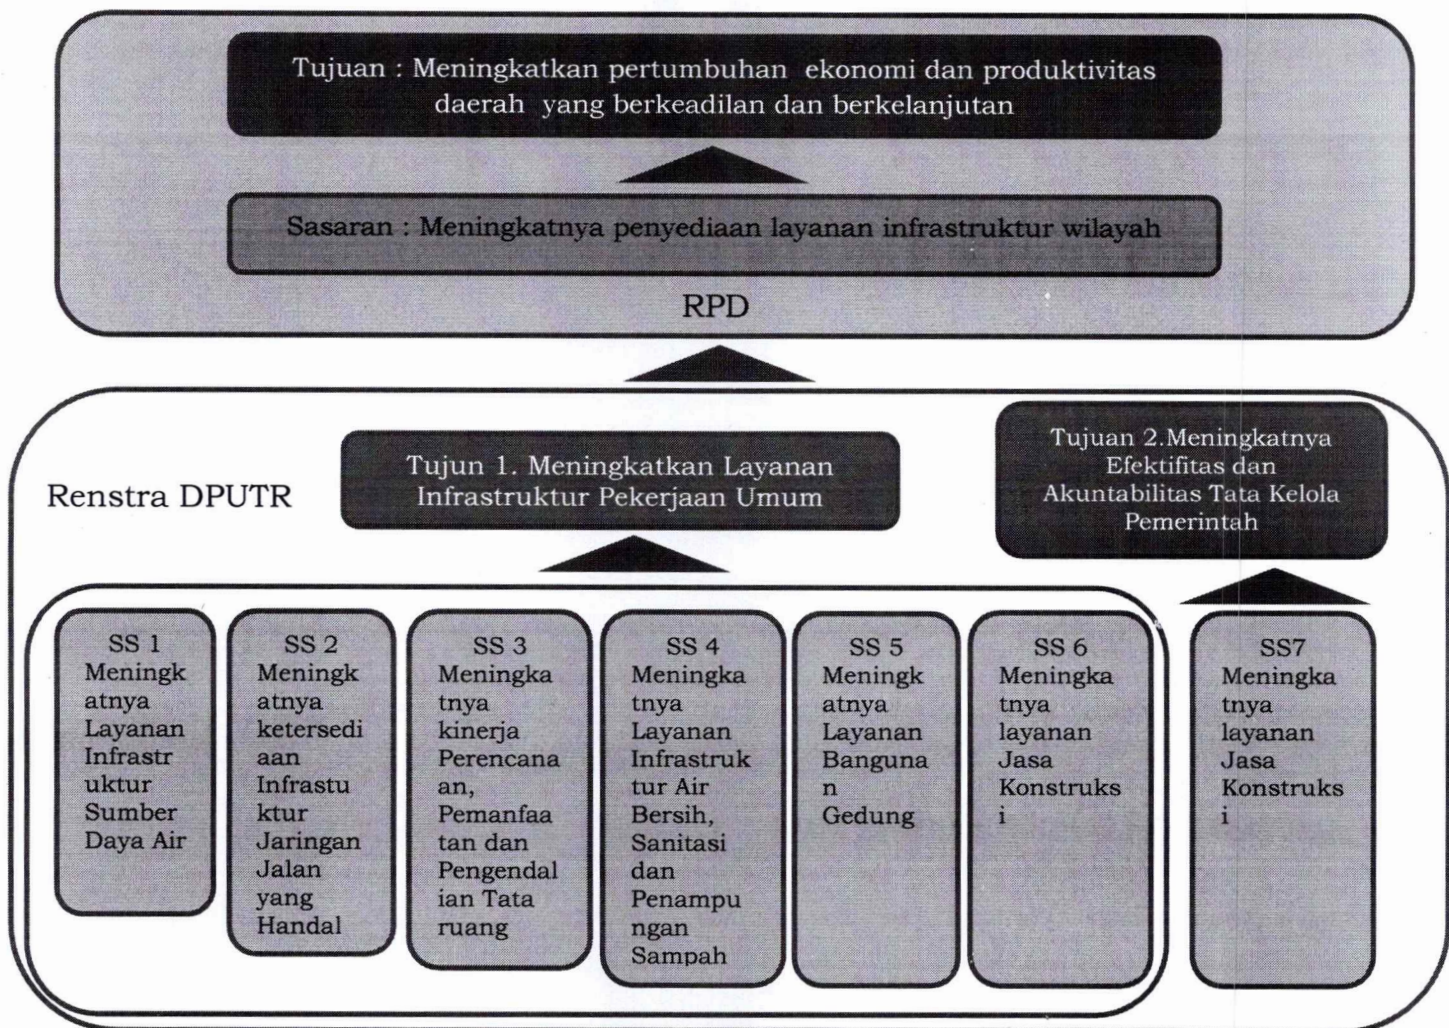 Tujuan : Meningkatkan pertumbuhan ekonomi dan produktivitas
daerah yang berkeadilan dan berkelanjutan
Sasaran : Meningkatnya penyediaan layanan infrastruktur wilayah
RPD
Renstra DPUTR
Tujun 1. Meningkatkan Layanan
Infrastruktur Pekerjaan Umum
Tujuan 2.Meningkatnya
Efektifitas dan
Akuntabilitas Tata Kelola
Pemerintah
SS 1
Meningk
atnya
Layanan
Infrastr
uktur
Sumber
Daya Air
SS 2
Meningk
atnya
ketersedi
aan
Infrastu
ktur
Jaringan
Jalan
yang
Handal
SS 3
Meningka
tnya
kinerja
Perencana
an,
Pemanfaa
tan dan
Pengendal
ian Tata
ruang
SS 4
Meningka
tnya
Layanan
Infrastruk
tur Air
Bersih,
Sanitasi
dan
Penampu
ngan
Sampah
SS 5
Meningk
atnya
Layanan
Banguna
n
Gedung
SS 6
Meningka
tnya
layanan
Jasa
Konstruks
i
SS7
Meningka
tnya
layanan
Jasa
Konstruks
i